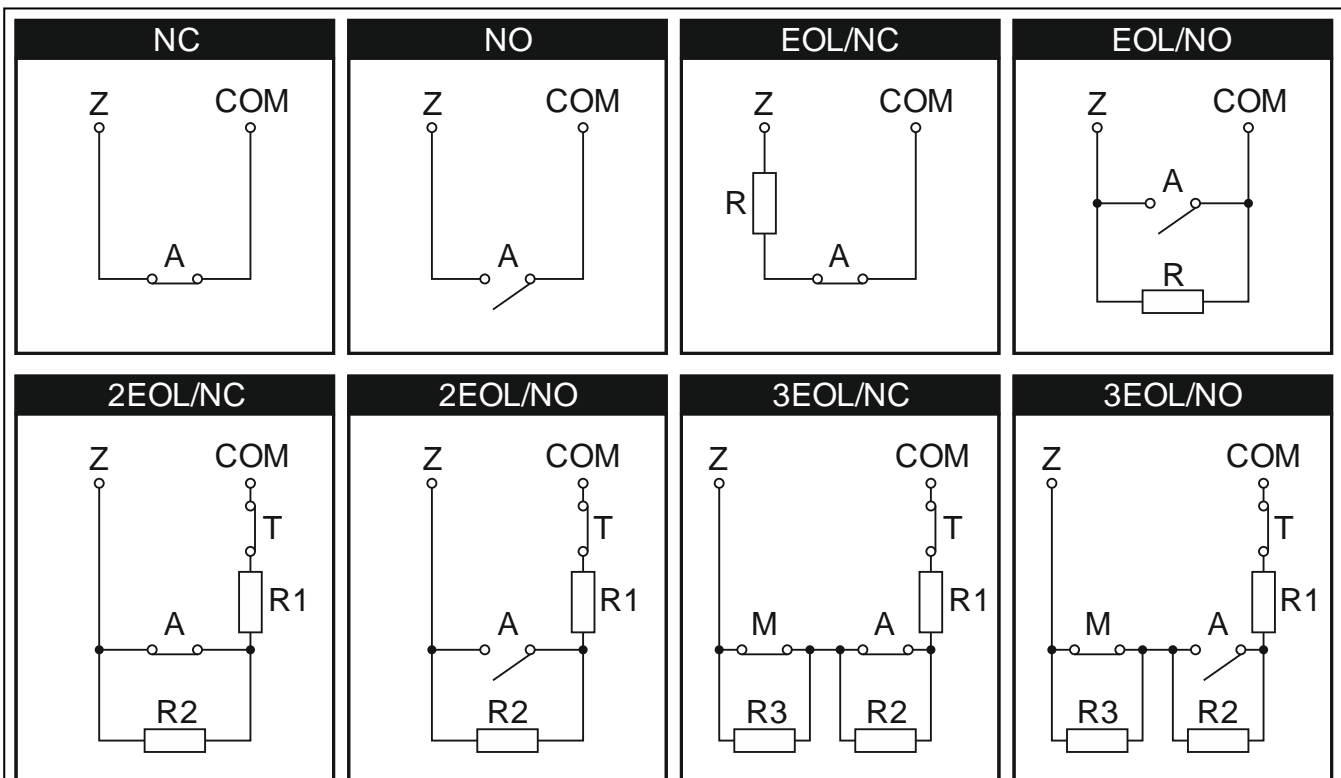 NC NO EOL/NC EOL/NO
Z COM Z COM Z COM Z COM
A
R
R
A A A
2EOL/NC 2EOL/NO 3EOL/NC 3EOL/NO
Z COM Z COM Z COM Z COM
T T T T
R1 R1 R1 R1
A A M A M A
R2 R2 R3 R2 R3 R2